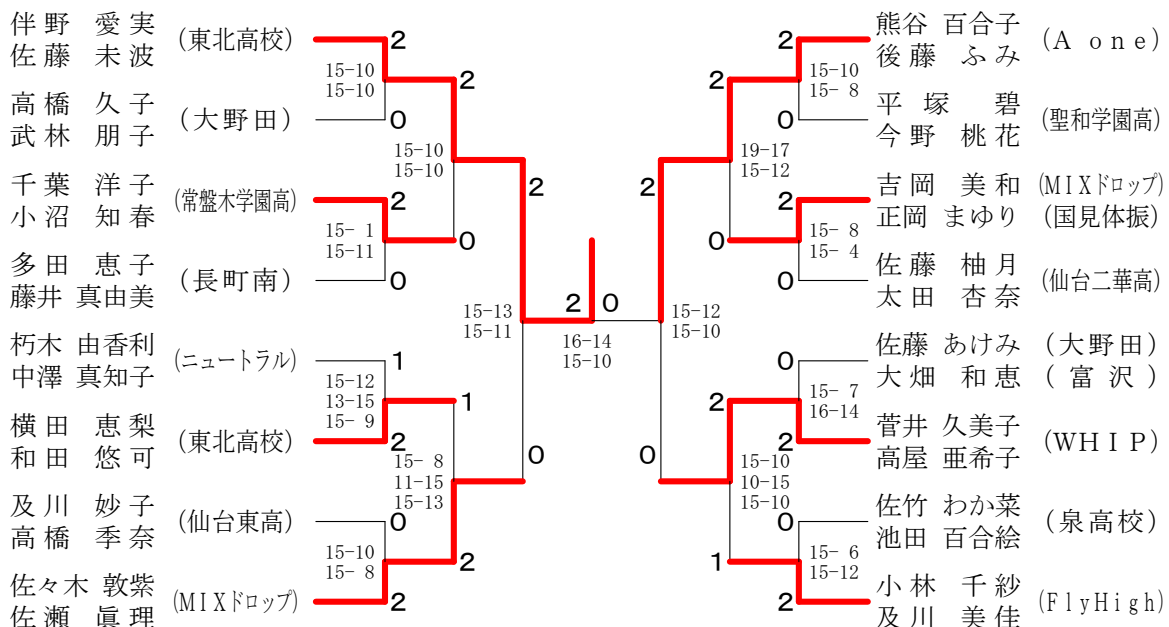 伴野 愛実
佐藤 未波
(東北高校)
2
15-10
15-10
2
高橋 久子
武林 朋子
(大野田)
0
15-10
15-10
千葉 洋子
小沼 知春
(常盤木学園高)
2
15- 1
15-11
0
多田 恵子
藤井 真由美
(長町南)
0
2
15-13
15-11
朽木 由香利
中澤 真知子
(ニュートラル)
1
15-12
13-15
15- 9
1
横田 恵梨
和田 悠可
(東北高校)
2
15- 8
11-15
15-13
0
及川 妙子
高橋 季奈
(仙台東高)
0
15-10
15- 8
2
佐々木 敦紫
佐瀬 眞理
(MIXドロップ)
2
2 0
16-14
15-10
熊谷 百合子
後藤 ふみ
(A one)
2
15-10
15- 8
2
平塚 碧
今野 桃花
(聖和学園高)
0
19-17
15-12
2
吉岡 美和
正岡 まゆり
(MIXドロップ)
(国見体振)
2
15- 8
15- 4
0
佐藤 柚月
太田 杏奈
(仙台二華高)
0
15-12
15-10
佐藤 あけみ
大畑 和恵
(大野田)
(富沢)
0
15- 7
16-14
2
菅井 久美子
高屋 亜希子
(WHIP)
2
15-10
10-15
15-10
0
佐竹 わか菜
池田 百合絵
(泉高校)
0
15- 6
15-12
1
小林 千紗
及川 美佳
(FlyHigh)
2